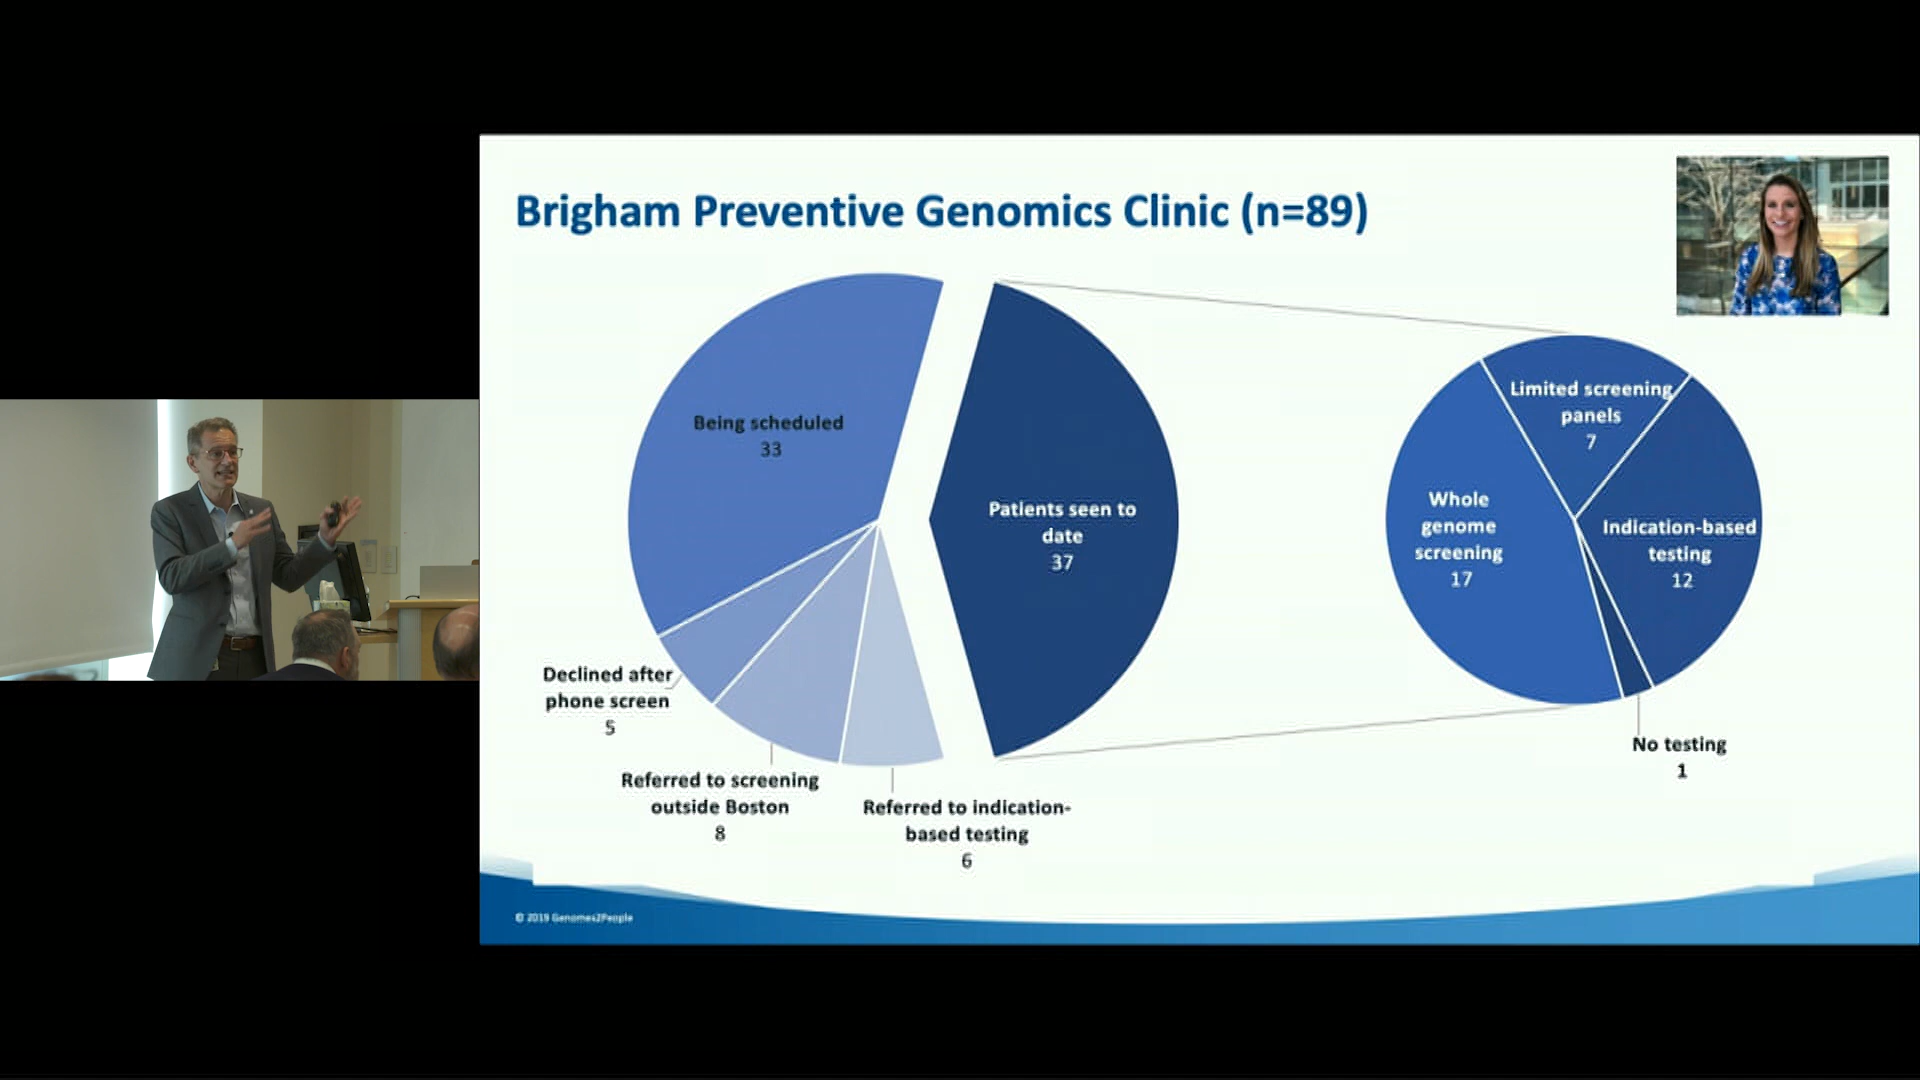 Brigham Preventive Genomics Clinic (n=89)
Being scheduled
33
Patients seen to
date
37
Declined after
phone screen
5
Referred to screening
outside Boston
8
Referred to indication-
based testing
6
Limited screening
panels
7
Whole
genome
screening
17
Indication-based
testing
12
No testing
1
© 2019 Genomes2People